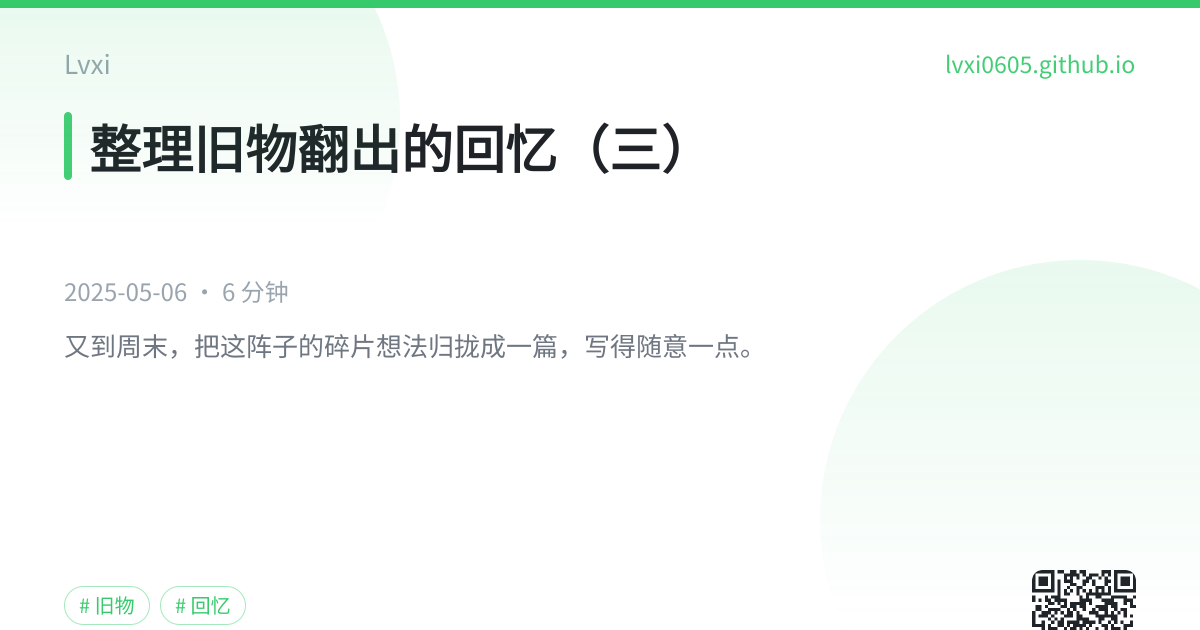 Lvxi
lvxi0605.github.io
整理旧物翻出的回忆（三）
2025-05-06 · 6 分钟
又到周末，把这阵子的碎片想法归拢成一篇，写得随意一点。
# 旧物
# 回忆